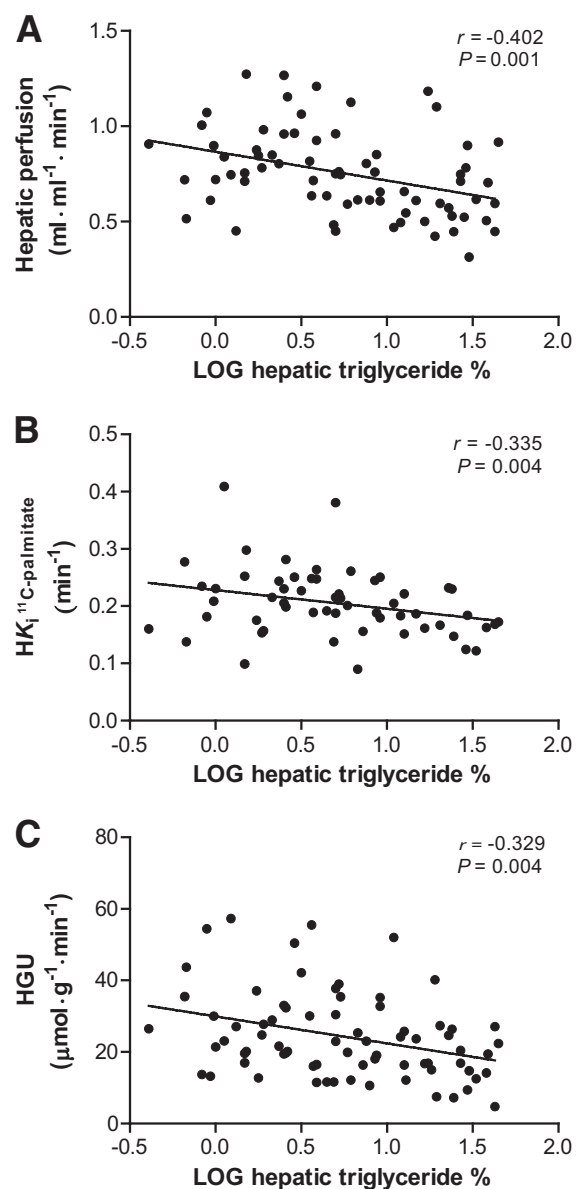 A
r = -0.402
P = 0.001
Hepatic perfusion
(ml·ml⁻¹·min⁻¹)
1.5
1.0
0.5
0.0
-0.5 0.0 0.5 1.0 1.5 2.0
LOG hepatic triglyceride %
B
r = -0.335
P = 0.004
HKi ¹¹C-palmitate
(min⁻¹)
0.5
0.4
0.3
0.2
0.1
0.0
-0.5 0.0 0.5 1.0 1.5 2.0
LOG hepatic triglyceride %
C
r = -0.329
P = 0.004
HGU
(μmol·g⁻¹·min⁻¹)
80
60
40
20
0
-0.5 0.0 0.5 1.0 1.5 2.0
LOG hepatic triglyceride %